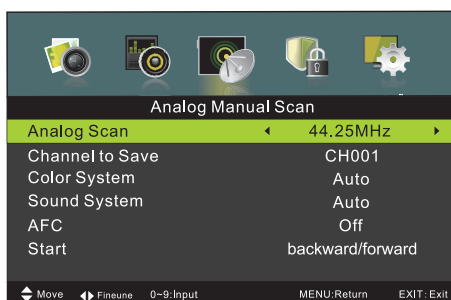 Analog Manual Scan
Analog Scan 44.25MHz
Channel to Save CH001
Color System Auto
Sound System Auto
AFC Off
Start backward/forward
Move Fineune 0~9:Input MENU:Return EXIT:Exit